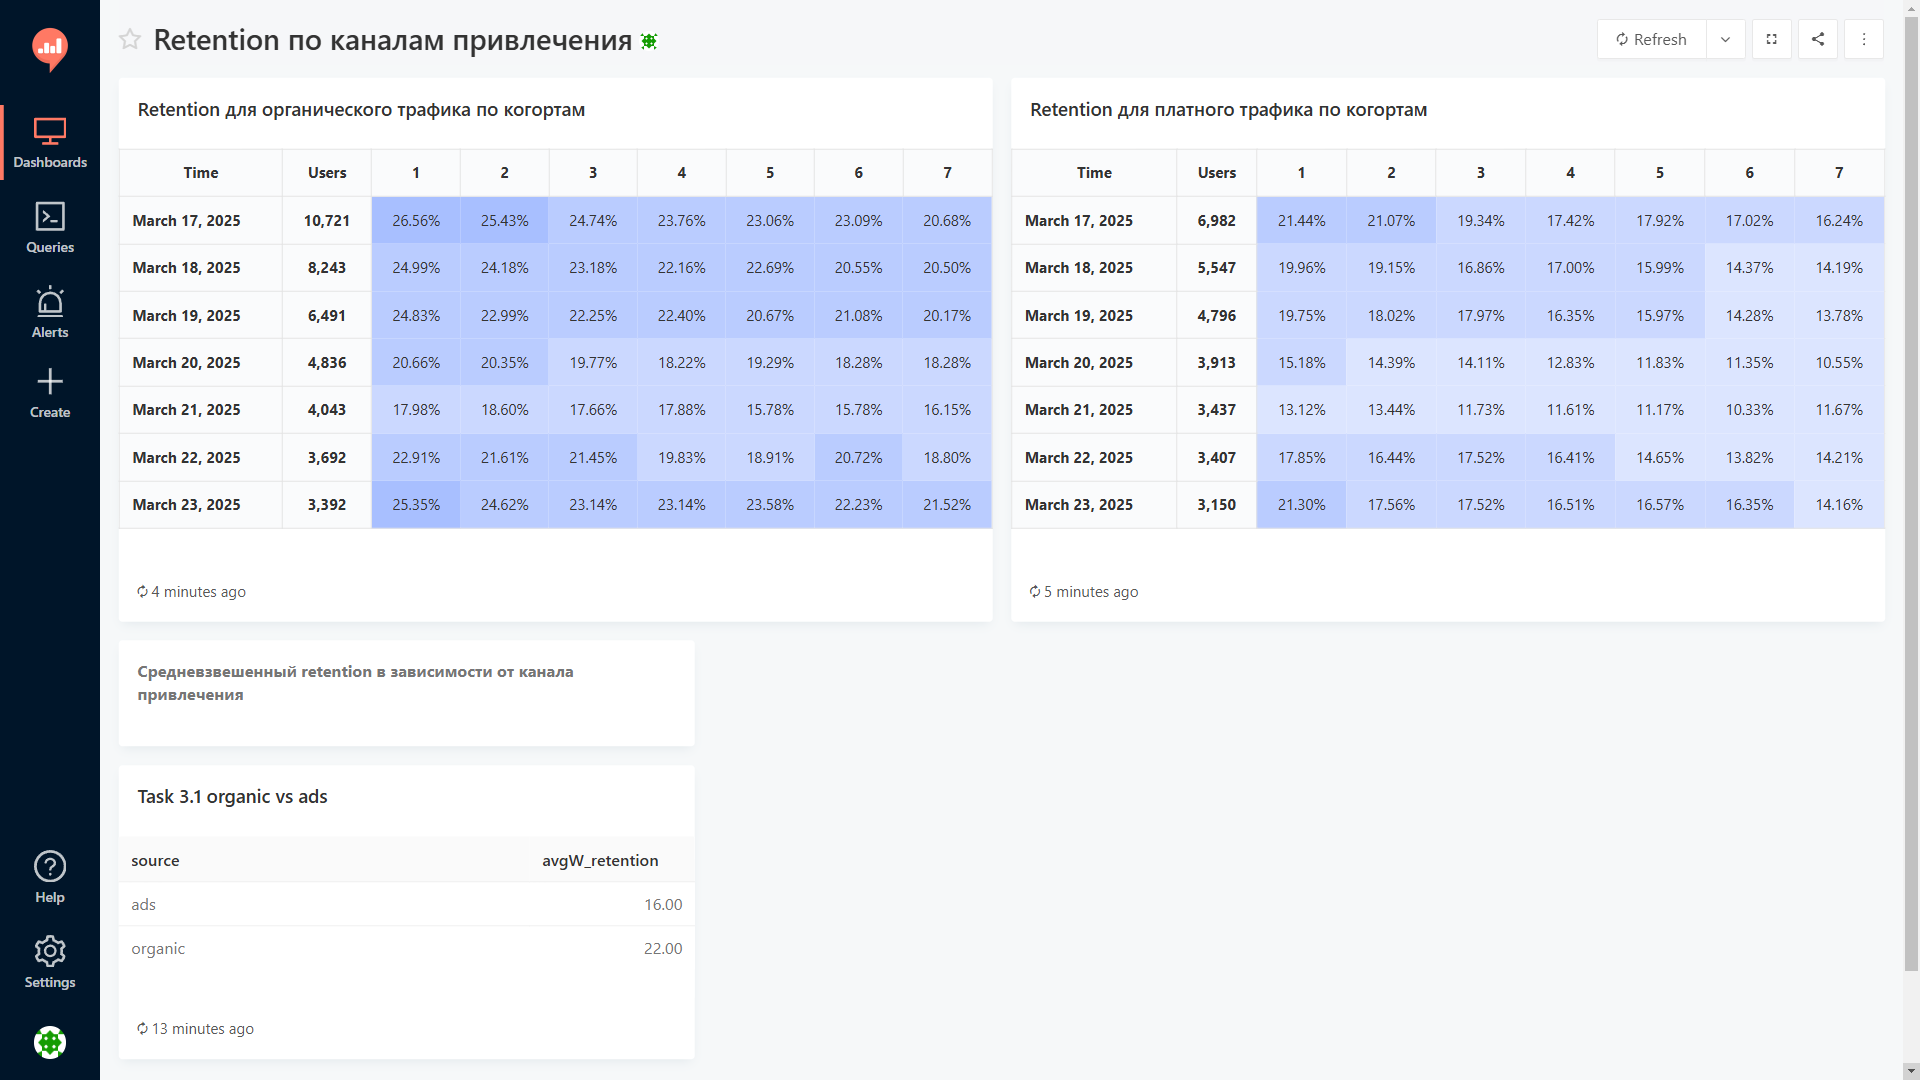 Retention по каналам привлечения
Refresh
Dashboards
Queries
Alerts
Create
Help
Settings
Retention для органического трафика по когортам
Time Users 1 2 3 4 5 6 7
March 17, 2025 10,721 26.56% 25.43% 24.74% 23.76% 23.06% 23.09% 20.68%
March 18, 2025 8,243 24.99% 24.18% 23.18% 22.16% 22.69% 20.55% 20.50%
March 19, 2025 6,491 24.83% 22.99% 22.25% 22.40% 20.67% 21.08% 20.17%
March 20, 2025 4,836 20.66% 20.35% 19.77% 18.22% 19.29% 18.28% 18.28%
March 21, 2025 4,043 17.98% 18.60% 17.66% 17.88% 15.78% 15.78% 16.15%
March 22, 2025 3,692 22.91% 21.61% 21.45% 19.83% 18.91% 20.72% 18.80%
March 23, 2025 3,392 25.35% 24.62% 23.14% 23.14% 23.58% 22.23% 21.52%
4 minutes ago
Retention для платного трафика по когортам
Time Users 1 2 3 4 5 6 7
March 17, 2025 6,982 21.44% 21.07% 19.34% 17.42% 17.92% 17.02% 16.24%
March 18, 2025 5,547 19.96% 19.15% 16.86% 17.00% 15.99% 14.37% 14.19%
March 19, 2025 4,796 19.75% 18.02% 17.97% 16.35% 15.97% 14.28% 13.78%
March 20, 2025 3,913 15.18% 14.39% 14.11% 12.83% 11.83% 11.35% 10.55%
March 21, 2025 3,437 13.12% 13.44% 11.73% 11.61% 11.17% 10.33% 11.67%
March 22, 2025 3,407 17.85% 16.44% 17.52% 16.41% 14.65% 13.82% 14.21%
March 23, 2025 3,150 21.30% 17.56% 17.52% 16.51% 16.57% 16.35% 14.16%
5 minutes ago
Средневзвешенный retention в зависимости от канала
привлечения
Task 3.1 organic vs ads
source avgW_retention
ads 16.00
organic 22.00
13 minutes ago